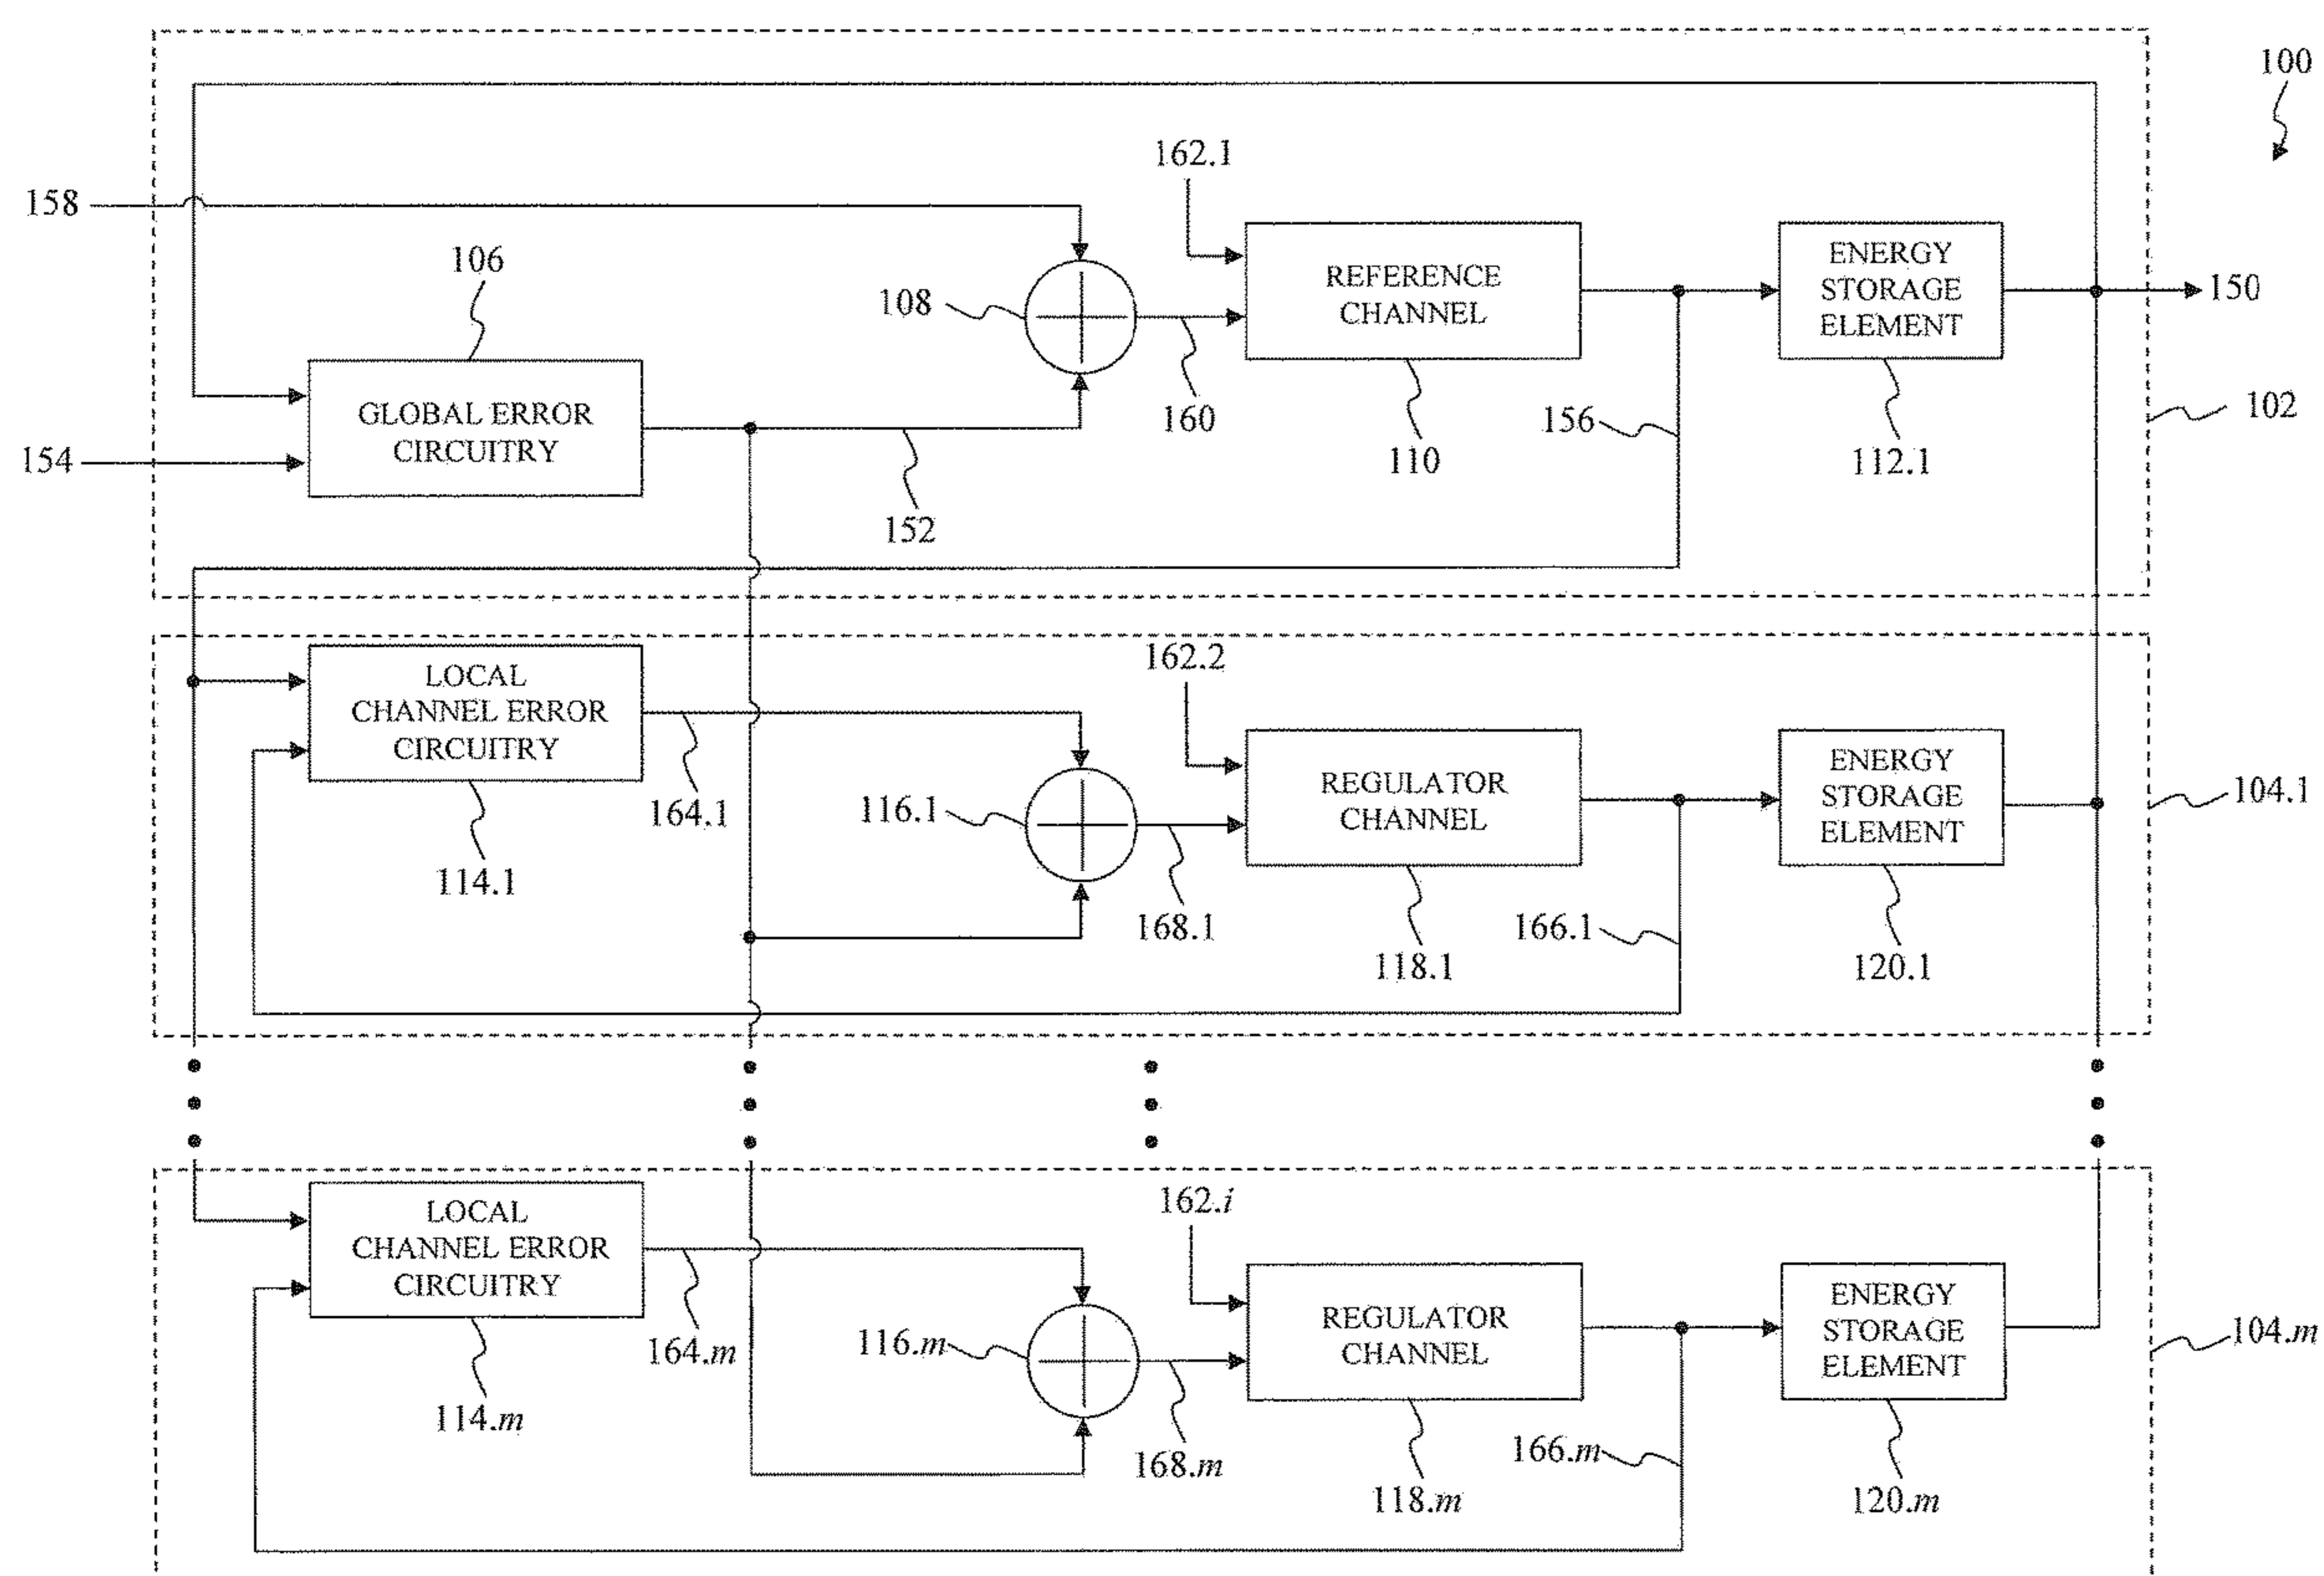 100
162.1
158
106
108
REFERENCE
CHANNEL
ENERGY
STORAGE
ELEMENT
150
160
156
110
112.1
102
GLOBAL ERROR
CIRCUITRY
154
152
LOCAL
CHANNEL ERROR
CIRCUITRY
162.2
164.1
116.1
REGULATOR
CHANNEL
ENERGY
STORAGE
ELEMENT
104.1
114.1
168.1
166.1
118.1
120.1
LOCAL
CHANNEL ERROR
CIRCUITRY
162.i
164.m
116.m
REGULATOR
CHANNEL
ENERGY
STORAGE
ELEMENT
104.m
114.m
168.m
166.m
118.m
120.m